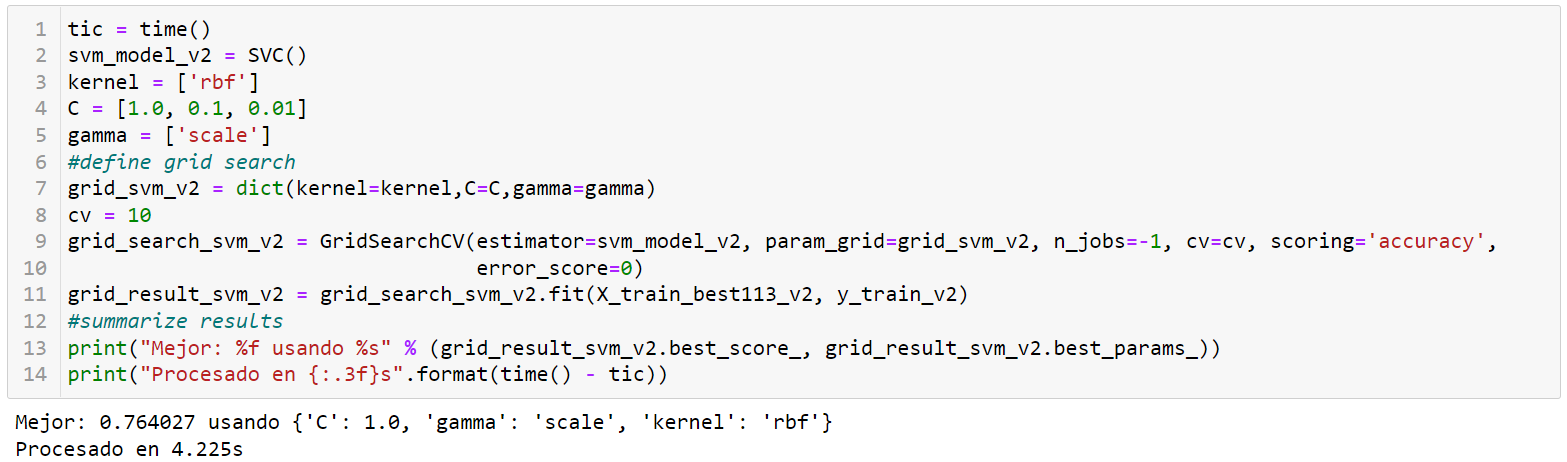 1 tic = time()
2 svm_model_v2 = SVC()
3 kernel = ['rbf']
4 C = [1.0, 0.1, 0.01]
5 gamma = ['scale']
6 #define grid search
7 grid_svm_v2 = dict(kernel=kernel,C=C,gamma=gamma)
8 cv = 10
9 grid_search_svm_v2 = GridSearchCV(estimator=svm_model_v2, param_grid=grid_svm_v2, n_jobs=-1, cv=cv, scoring='accuracy',
10                                   error_score=0)
11 grid_result_svm_v2 = grid_search_svm_v2.fit(X_train_best113_v2, y_train_v2)
12 #summarize results
13 print("Mejor: %f usando %s" % (grid_result_svm_v2.best_score_, grid_result_svm_v2.best_params_))
14 print("Procesado en {:.3f}s".format(time() - tic))
Mejor: 0.764027 usando {'C': 1.0, 'gamma': 'scale', 'kernel': 'rbf'}
Procesado en 4.225s